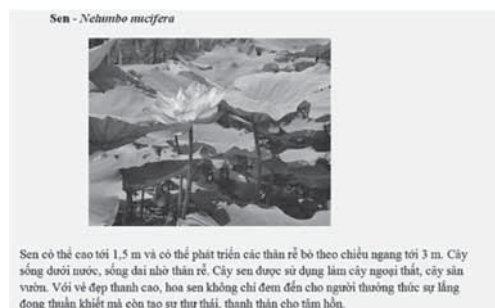 Sen - Nelumbo nucifera
Sen có thể cao tới 1,5 m và có thể phát triển các thân rễ bò theo chiều ngang tới 3 m. Cây
sống dưới nước, sống dai nhờ thân rễ. Cây sen được sử dụng làm cây ngoại thất, cây sân
vườn. Với vẻ đẹp thanh cao, hoa sen không chỉ đem đến cho người thưởng thức sự lắng
đọng thuần khiết mà còn tạo sự thư thái, thanh thản cho tâm hồn.